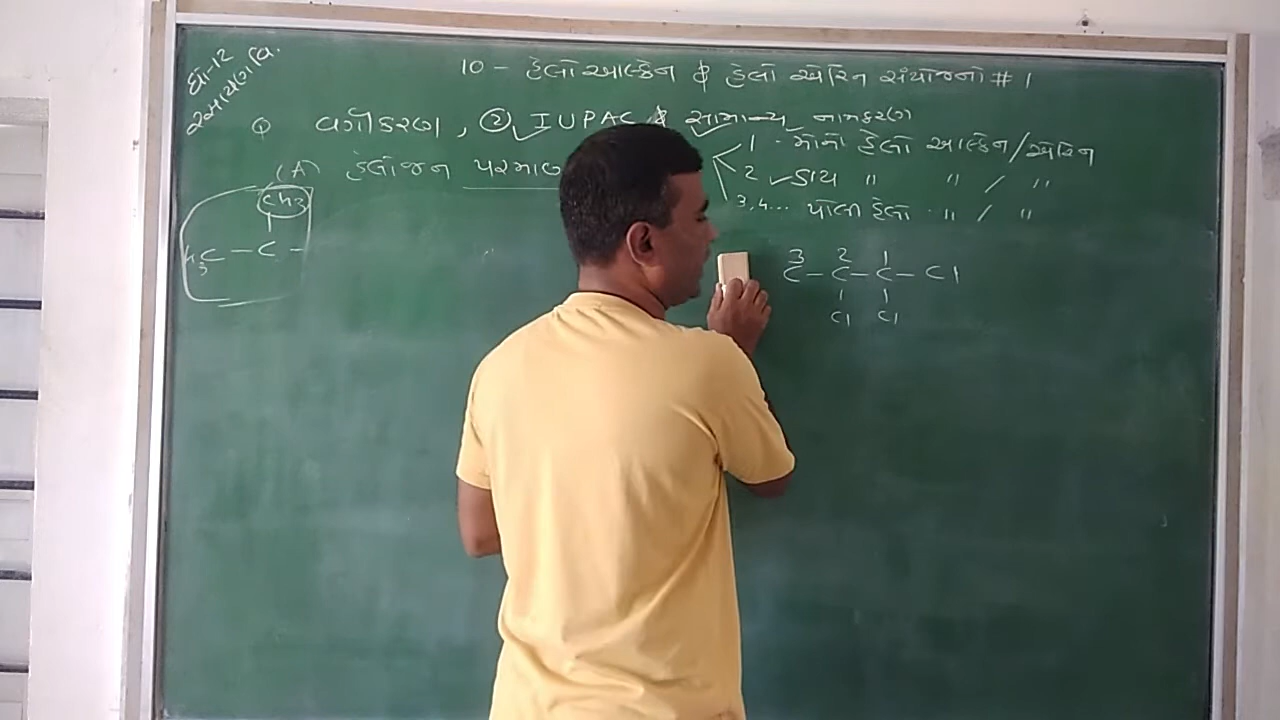 ધો-12
રસાયણ વિ.
10 - હેલો આલ્કેન & હેલો એરિન સંયોજનો #1
Q વર્ગીકરણ, ② IUPAC & સામાન્ય નામકરણ
(A) હેલોજન પરમાણ
1 - મોનો હેલો આલ્કેન/એરિન
2 ડાય " " / "
3,4... પોલી હેલો " / "
CH3
H3C - C -
3 2 1
C - C - C - Cl
Cl Cl